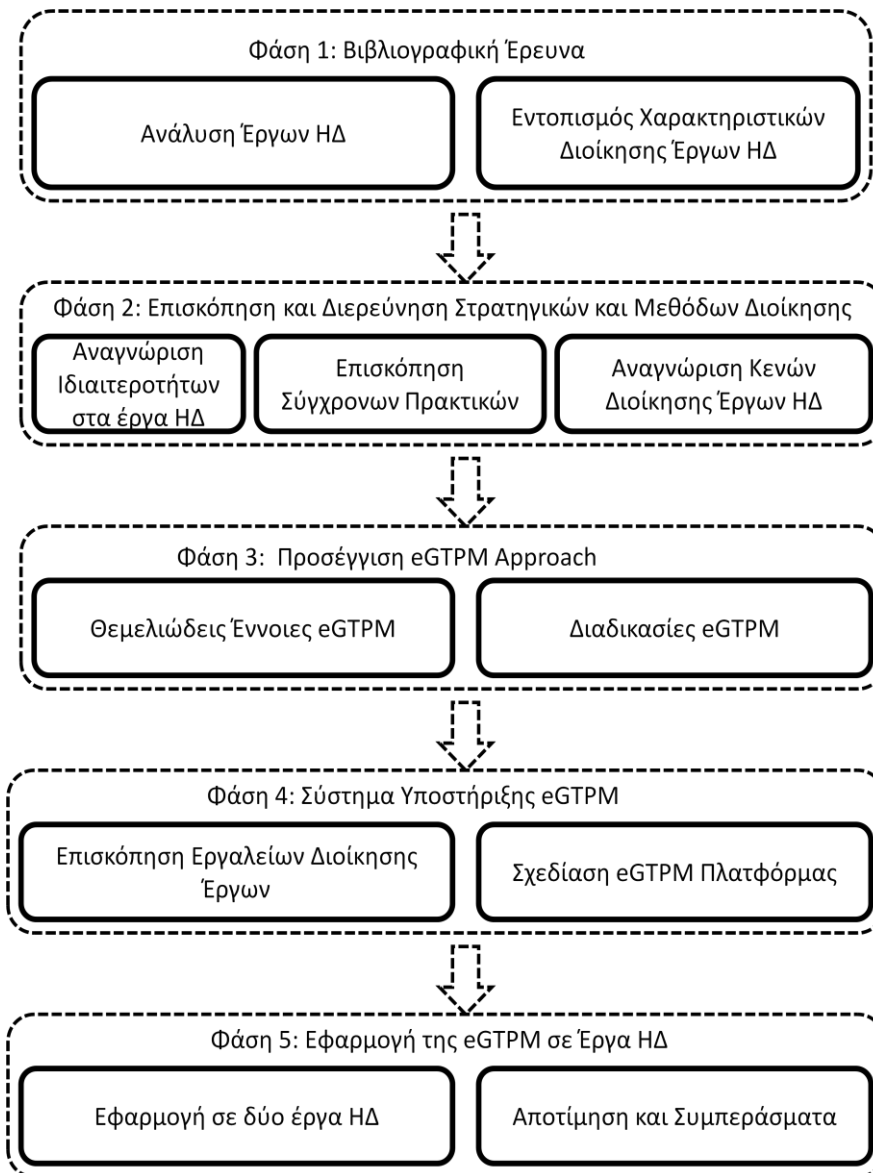 Φάση 1: Βιβλιογραφική Έρευνα
Ανάλυση Έργων ΗΔ
Εντοπισμός Χαρακτηριστικών
Διοίκησης Έργων ΗΔ
Φάση 2: Επισκόπηση και Διερεύνηση Στρατηγικών και Μεθόδων Διοίκησης
Αναγνώριση
Ιδιαιτεροτήτων
στα έργα ΗΔ
Επισκόπηση
Σύγχρονων Πρακτικών
Αναγνώριση Κενών
Διοίκησης Έργων ΗΔ
Φάση 3: Προσέγγιση eGTPM Approach
Θεμελιώδεις Έννοιες eGTPM
Διαδικασίες eGTPM
Φάση 4: Σύστημα Υποστήριξης eGTPM
Επισκόπηση Εργαλείων Διοίκησης
Έργων
Σχεδίαση eGTPM Πλατφόρμας
Φάση 5: Εφαρμογή της eGTPM σε Έργα ΗΔ
Εφαρμογή σε δύο έργα ΗΔ
Αποτίμηση και Συμπεράσματα